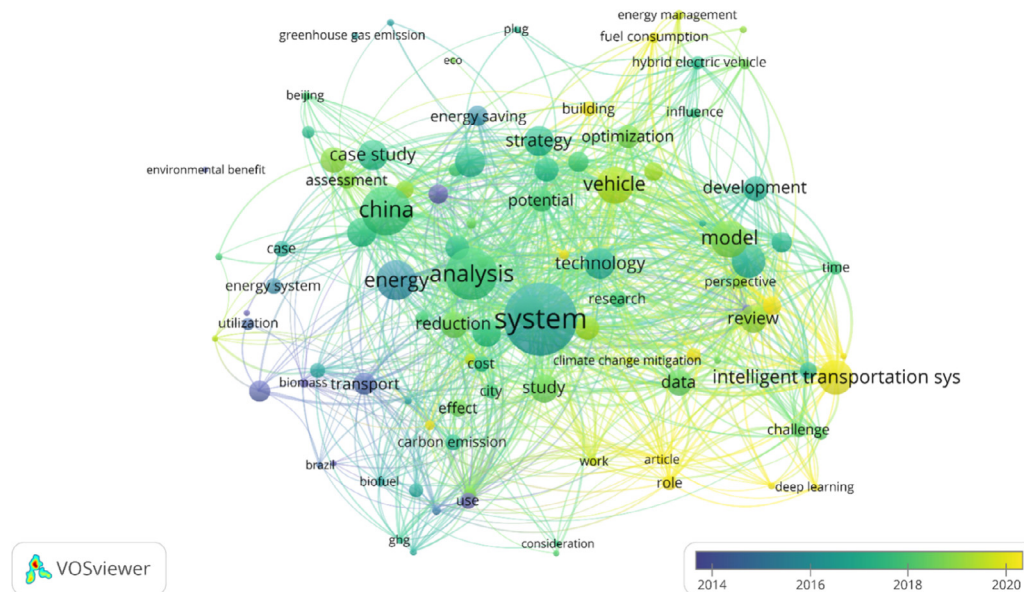 energy management
plug
greenhouse gas emission
fuel consumption
eco
hybrid electric vehicle
beijing
building
influence
energy saving
strategy
optimization
case study
environmental benefit
assessment
vehicle
development
potential
china
model
case
technology
time
energy
analysis
perspective
energy system
research
system
review
utilization
reduction
climate change mitigation
cost
intelligent transportation sys
biomass
transport
data
city
study
effect
challenge
carbon emission
work
article
brazil
biofuel
role
deep learning
use
ghg
consideration
VOSviewer
2014
2016
2018
2020